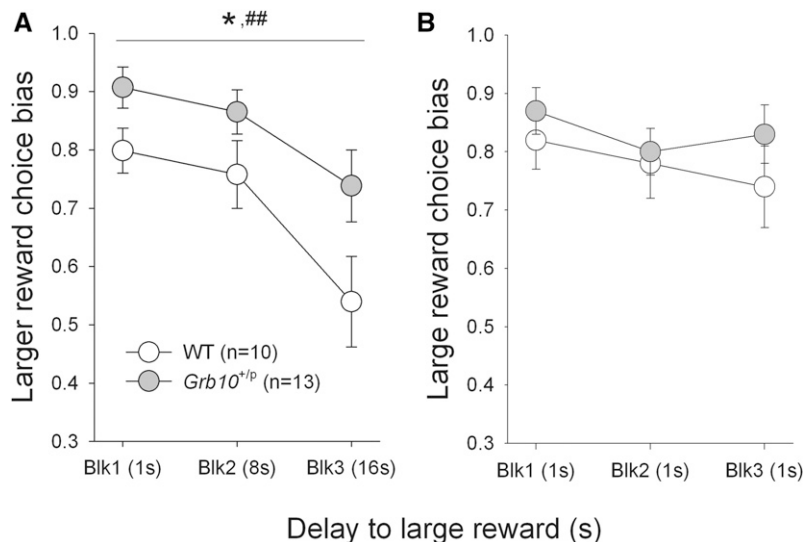 A
*,##
Larger reward choice bias
1.0
0.9
0.8
0.7
0.6
0.5
0.4
0.3
WT (n=10)
Grb10+/p (n=13)
Blk1 (1s) Blk2 (8s) Blk3 (16s)
B
Large reward choice bias
1.0
0.9
0.8
0.7
0.6
0.5
0.4
0.3
Blk1 (1s) Blk2 (1s) Blk3 (1s)
Delay to large reward (s)